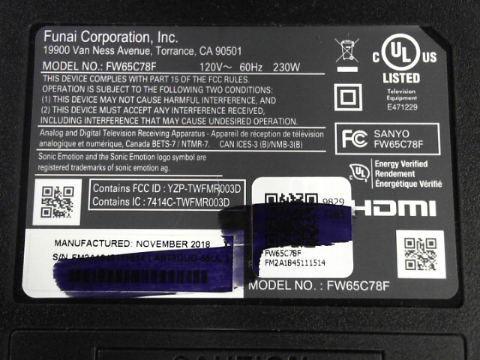 Funai Corporation, Inc.
19900 Van Ness Avenue, Torrance, CA 90501
MODEL NO.: FW65C78F 120V~ 60Hz 230W
THIS DEVICE COMPLIES WITH PART 15 OF THE FCC RULES.
OPERATION IS SUBJECT TO THE FOLLOWING TWO CONDITIONS:
(1) THIS DEVICE MAY NOT CAUSE HARMFUL INTERFERENCE, AND
(2) THIS DEVICE MUST ACCEPT ANY INTERFERENCE RECEIVED,
INCLUDING INTERFERENCE THAT MAY CAUSE UNDESIRED OPERATION.
Analog and Digital Television Receiving Apparatus - Appareil de réception de télévision
analogique et numérique, Canada BETS-7 / NTMR-7. CAN ICES-3 (B)/NMB-3(B)
Sonic Emotion and the Sonic Emotion logo symbol are
registered trademarks of sonic emotion ag.
Contains FCC ID : YZP-TWFMR003D
Contains IC : 7414C-TWFMR003D
MANUFACTURED: NOVEMBER 2018
S/N
c UL US
LISTED
Television
Equipment
E471229
FC SANYO
FW65C78F
UL Energy Verified
Rendement
Énergétique Vérifié
9829
HDMI
FW65C78F
FM2A1845111514
MODEL NO. : FW65C78F
CAUTION